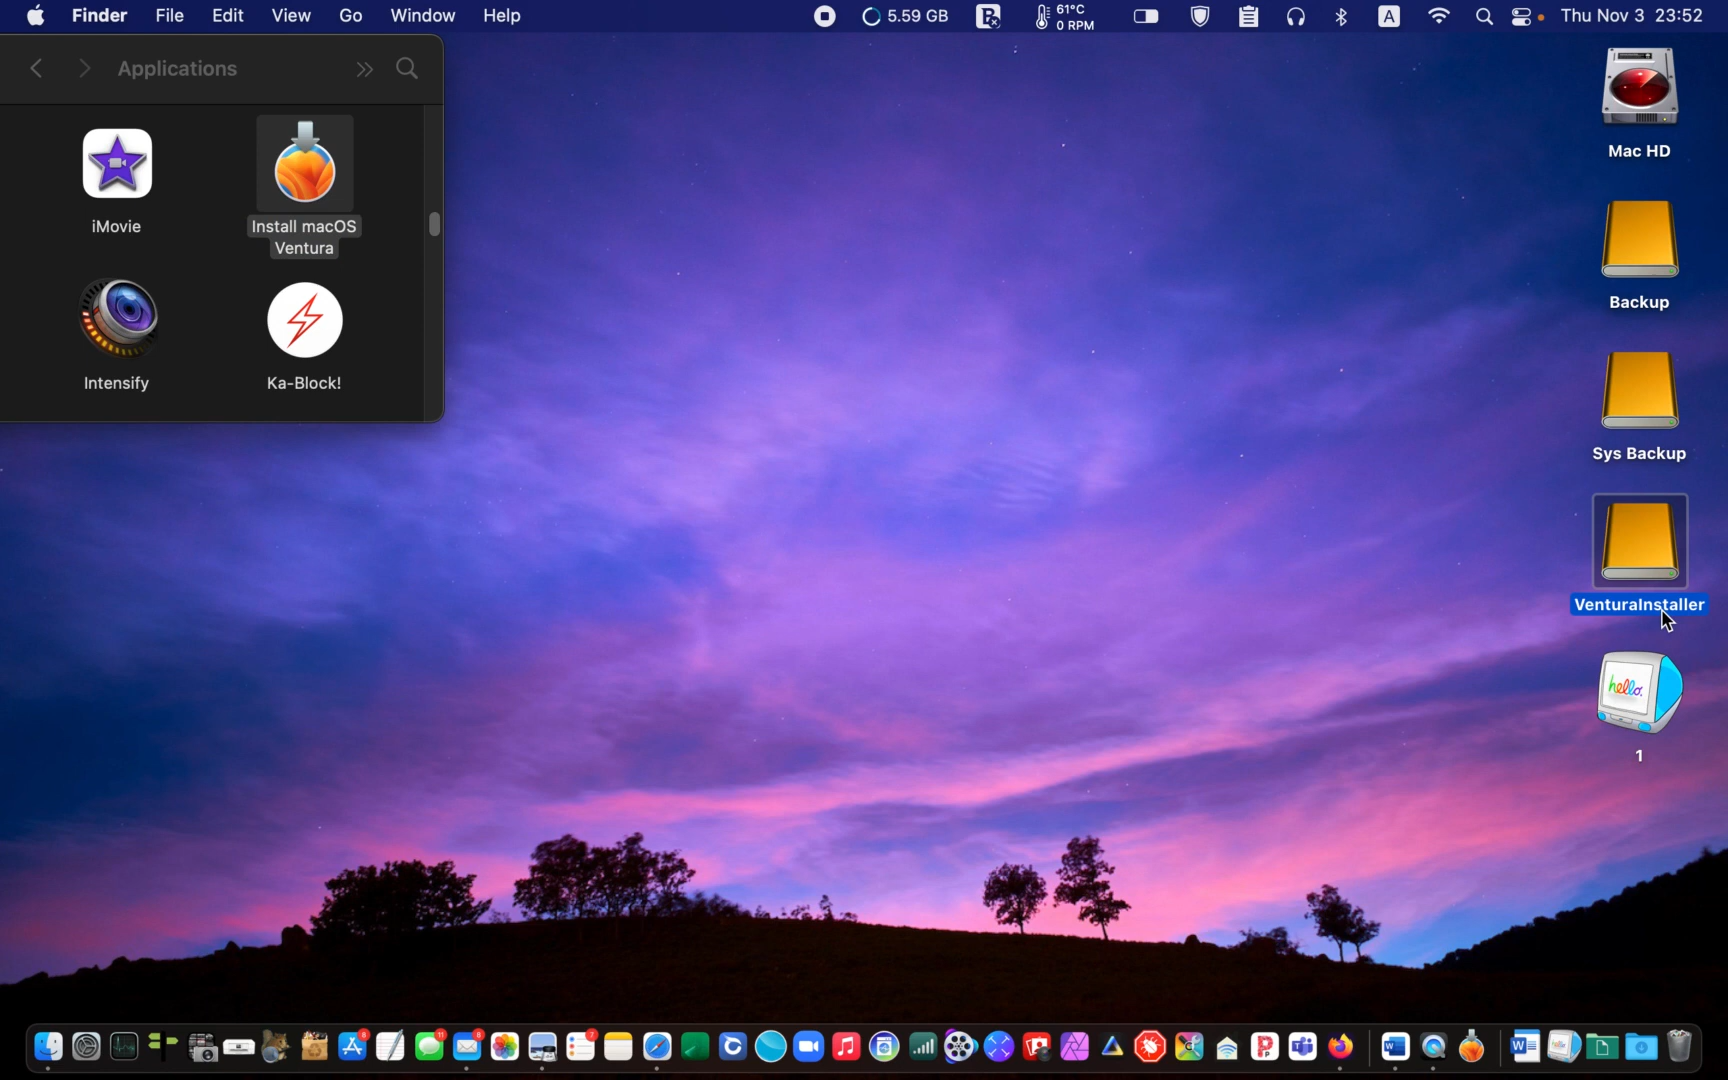 Finder File Edit View Go Window Help
5.59 GB
61°C
0 RPM
A
Thu Nov 3 23:52
Applications
iMovie
Install macOS
Ventura
Intensify
Ka-Block!
Mac HD
Backup
Sys Backup
VenturaInstaller
hello.
1